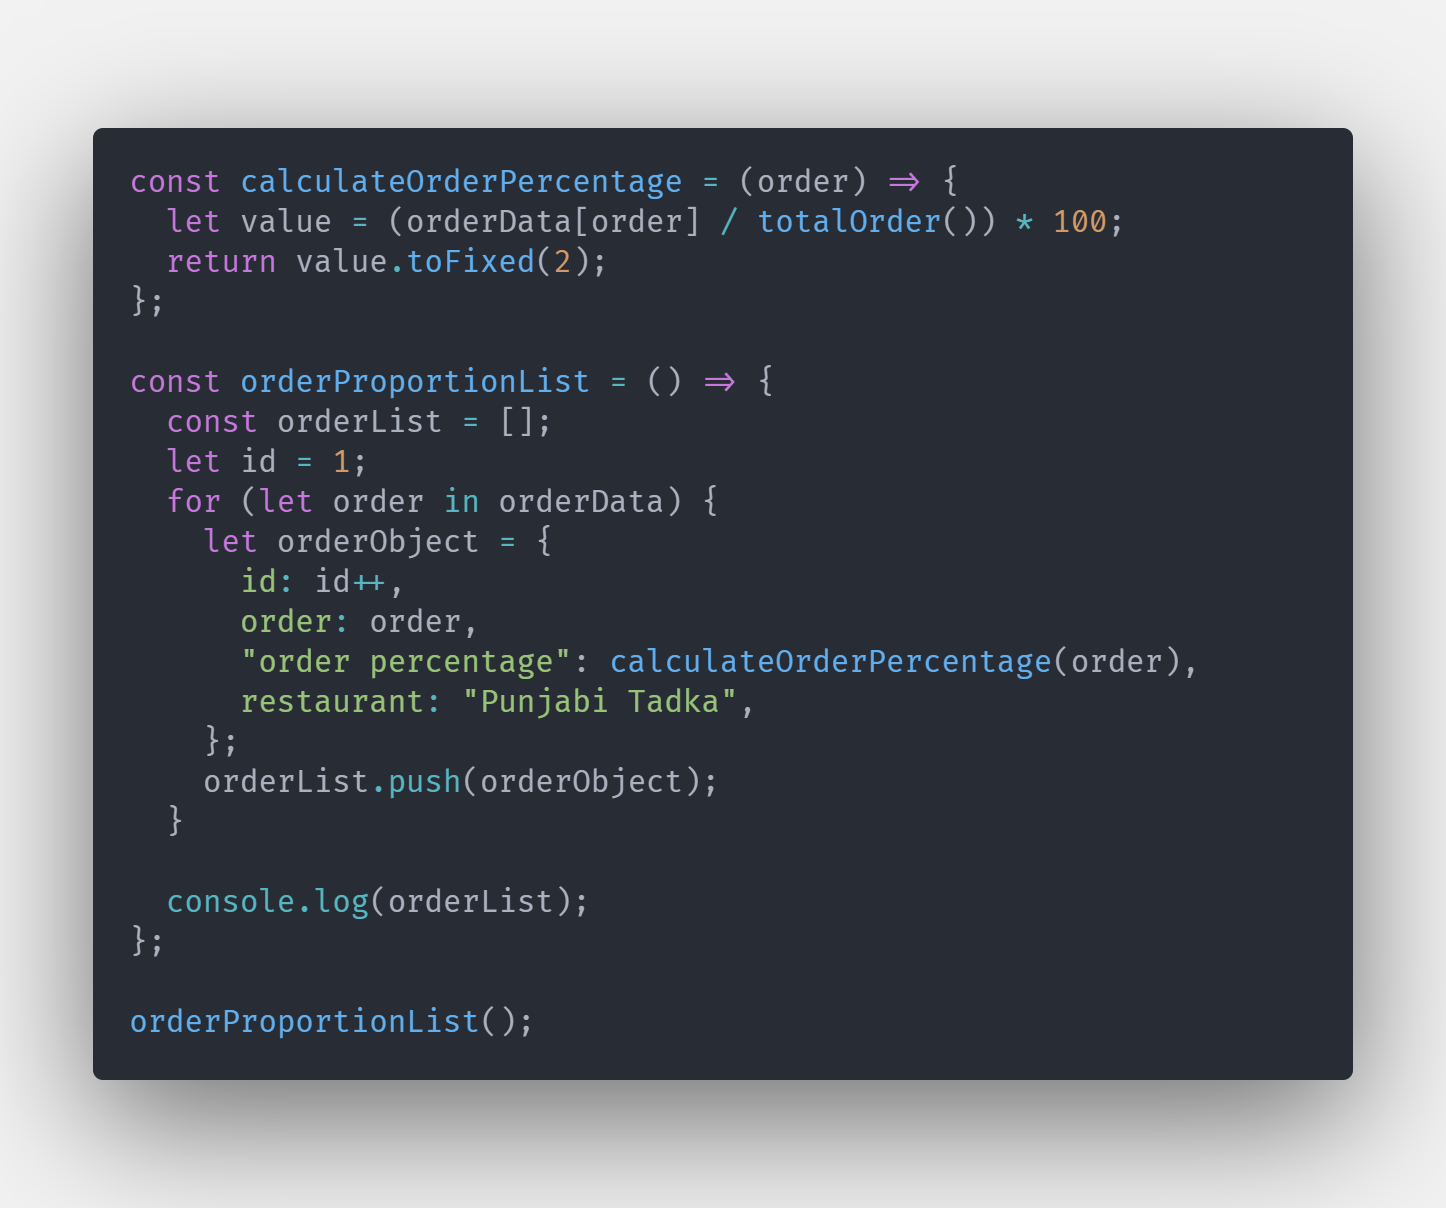 const calculateOrderPercentage = (order) => {
  let value = (orderData[order] / totalOrder()) * 100;
  return value.toFixed(2);
};

const orderProportionList = () => {
  const orderList = [];
  let id = 1;
  for (let order in orderData) {
    let orderObject = {
      id: id++,
      order: order,
      "order percentage": calculateOrderPercentage(order),
      restaurant: "Punjabi Tadka",
    };
    orderList.push(orderObject);
  }

  console.log(orderList);
};

orderProportionList();